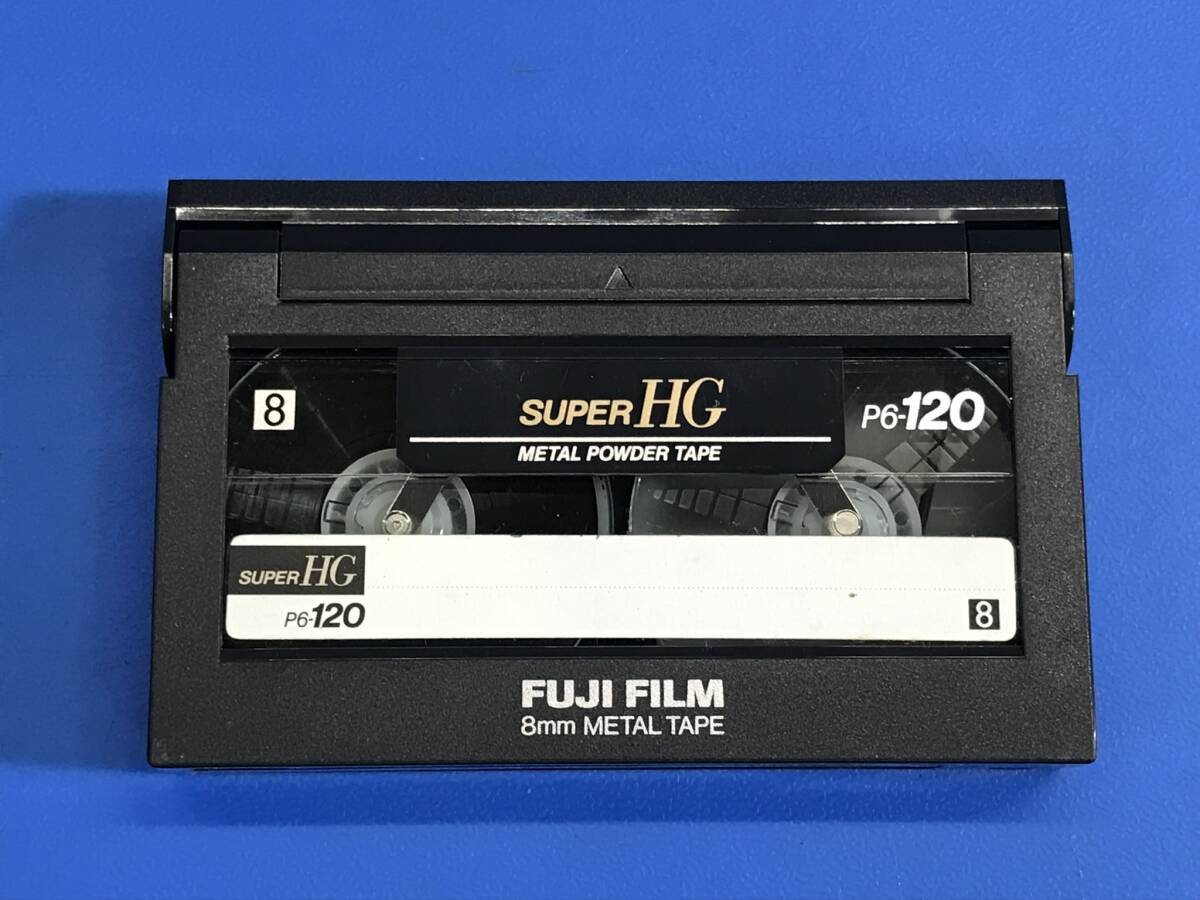 8
SUPER HG
P6-120
METAL POWDER TAPE
SUPER HG
P6-120
8
FUJI FILM
8mm METAL TAPE